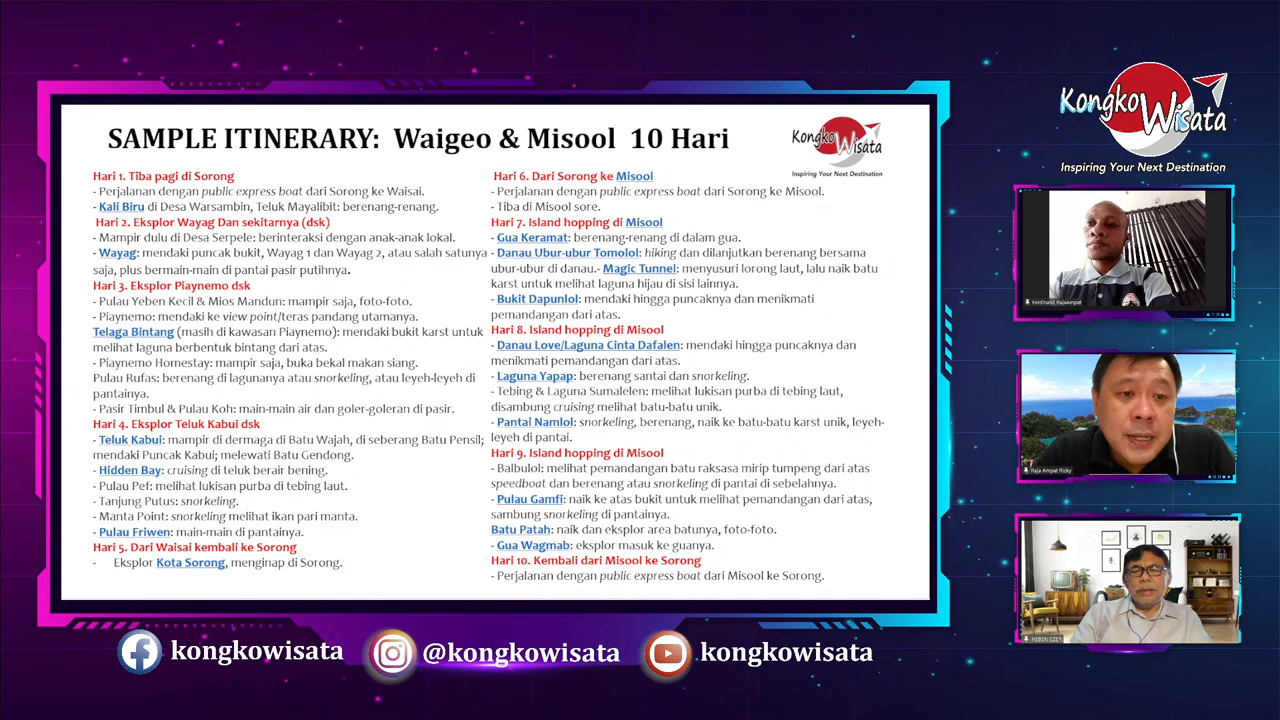 SAMPLE ITINERARY: Waigeo & Misool 10 Hari
KongkoWisata
Inspiring Your Next Destination
Hari 1. Tiba pagi di Sorong
- Perjalanan dengan public express boat dari Sorong ke Waisai.
- Kali Biru di Desa Warsambin, Teluk Mayalibit: berenang-renang.
Hari 2. Eksplor Wayag Dan sekitarnya (dsk)
- Mampir dulu di Desa Serpele: berinteraksi dengan anak-anak lokal.
- Wayag: mendaki puncak bukit, Wayag 1 dan Wayag 2, atau salah satunya
saja, plus bermain-main di pantai pasir putihnya.
Hari 3. Eksplor Piaynemo dsk
- Pulau Yeben Kecil & Mios Mandun: mampir saja, foto-foto.
- Piaynemo: mendaki ke view point/teras pandang utamanya.
Telaga Bintang (masih di kawasan Piaynemo): mendaki bukit karst untuk
melihat laguna berbentuk bintang dari atas.
- Piaynemo Homestay: mampir saja, buka bekal makan siang.
Pulau Rufas: berenang di lagunanya atau snorkeling, atau leyeh-leyeh di
pantainya.
- Pasir Timbul & Pulau Koh: main-main air dan goler-goleran di pasir.
Hari 4. Eksplor Teluk Kabui dsk
- Teluk Kabui: mampir di dermaga di Batu Wajah, di seberang Batu Pensil;
mendaki Puncak Kabui; melewati Batu Gendong.
- Hidden Bay: cruising di teluk berair bening.
- Pulau Pef: melihat lukisan purba di tebing laut.
- Tanjung Putus: snorkeling.
- Manta Point: snorkeling melihat ikan pari manta.
- Pulau Friwen: main-main di pantainya.
Hari 5. Dari Waisai kembali ke Sorong
- Eksplor Kota Sorong, menginap di Sorong.
Hari 6. Dari Sorong ke Misool
- Perjalanan dengan public express boat dari Sorong ke Misool.
- Tiba di Misool sore.
Hari 7. Island hopping di Misool
- Gua Keramat: berenang-renang di dalam gua.
- Danau Ubur-ubur Tomolol: hiking dan dilanjutkan berenang bersama
ubur-ubur di danau.- Magic Tunnel: menyusuri lorong laut, lalu naik batu
karst untuk melihat laguna hijau di sisi lainnya.
- Bukit Dapunlol: mendaki hingga puncaknya dan menikmati
pemandangan dari atas.
Hari 8. Island hopping di Misool
- Danau Love/Laguna Cinta Dafalen: mendaki hingga puncaknya dan
menikmati pemandangan dari atas.
- Laguna Yapap: berenang santai dan snorkeling.
- Tebing & Laguna Sumalelen: melihat lukisan purba di tebing laut,
disambung cruising melihat batu-batu unik.
- Pantai Namlol: snorkeling, berenang, naik ke batu-batu karst unik, leyeh-
leyeh di pantai.
Hari 9. Island hopping di Misool
- Balbulol: melihat pemandangan batu raksasa mirip tumpeng dari atas
speedboat dan berenang atau snorkeling di pantai di sebelahnya.
- Pulau Gamfi: naik ke atas bukit untuk melihat pemandangan dari atas,
sambung snorkeling di pantainya.
Batu Patah: naik dan eksplor area batunya, foto-foto.
- Gua Wagmab: eksplor masuk ke guanya.
Hari 10. Kembali dari Misool ke Sorong
- Perjalanan dengan public express boat dari Misool ke Sorong.
KongkoWisata
Inspiring Your Next Destination
Ferdinand RajaAmpat
Raja Ampat Ricky
HEBIN EZER
kongkowisata
@kongkowisata
kongkowisata